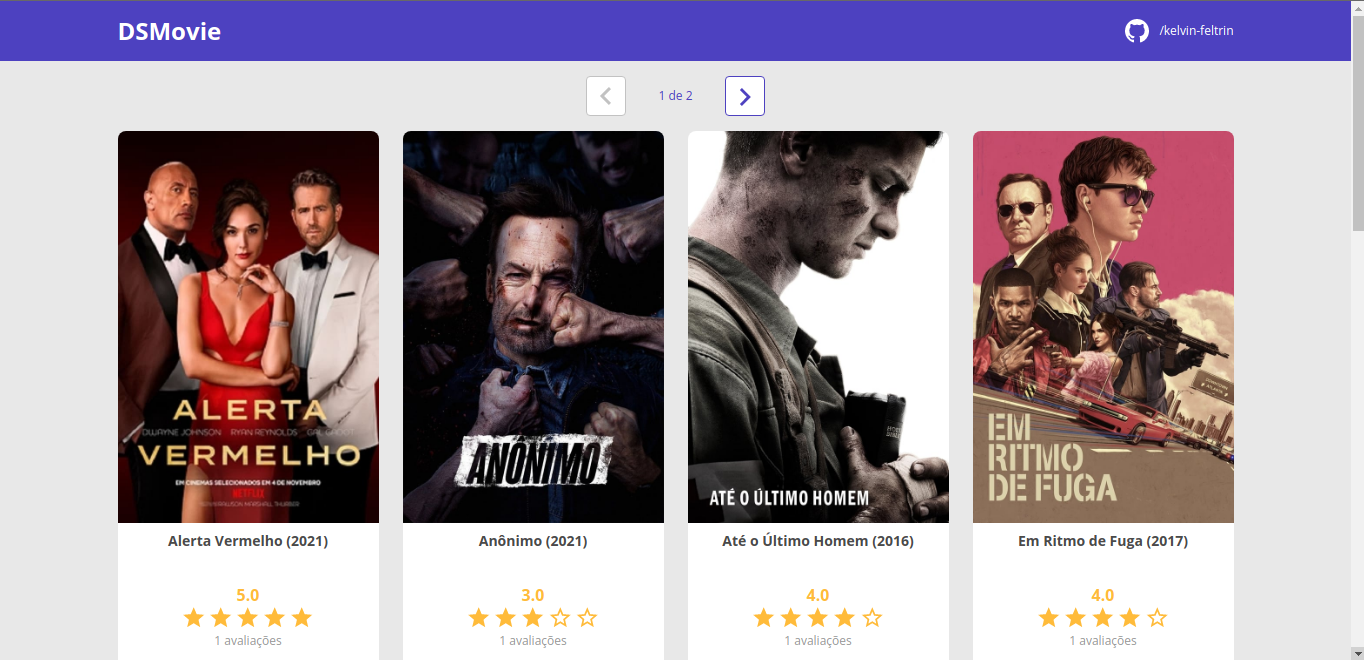 DSMovie
/kelvin-feltrin
1 de 2
ALERTA
DWAYNE JOHNSON RYAN REYNOLDS GAL GADOT
VERMELHO
EM CINEMAS SELECIONADOS EM 4 DE NOVEMBRO
NETFLIX
ANÔNIMO
ATÉ O ÚLTIMO HOMEM
EM
RITMO
DE FUGA
Alerta Vermelho (2021)
Anônimo (2021)
Até o Último Homem (2016)
Em Ritmo de Fuga (2017)
5.0
3.0
4.0
4.0
1 avaliações
1 avaliações
1 avaliações
1 avaliações